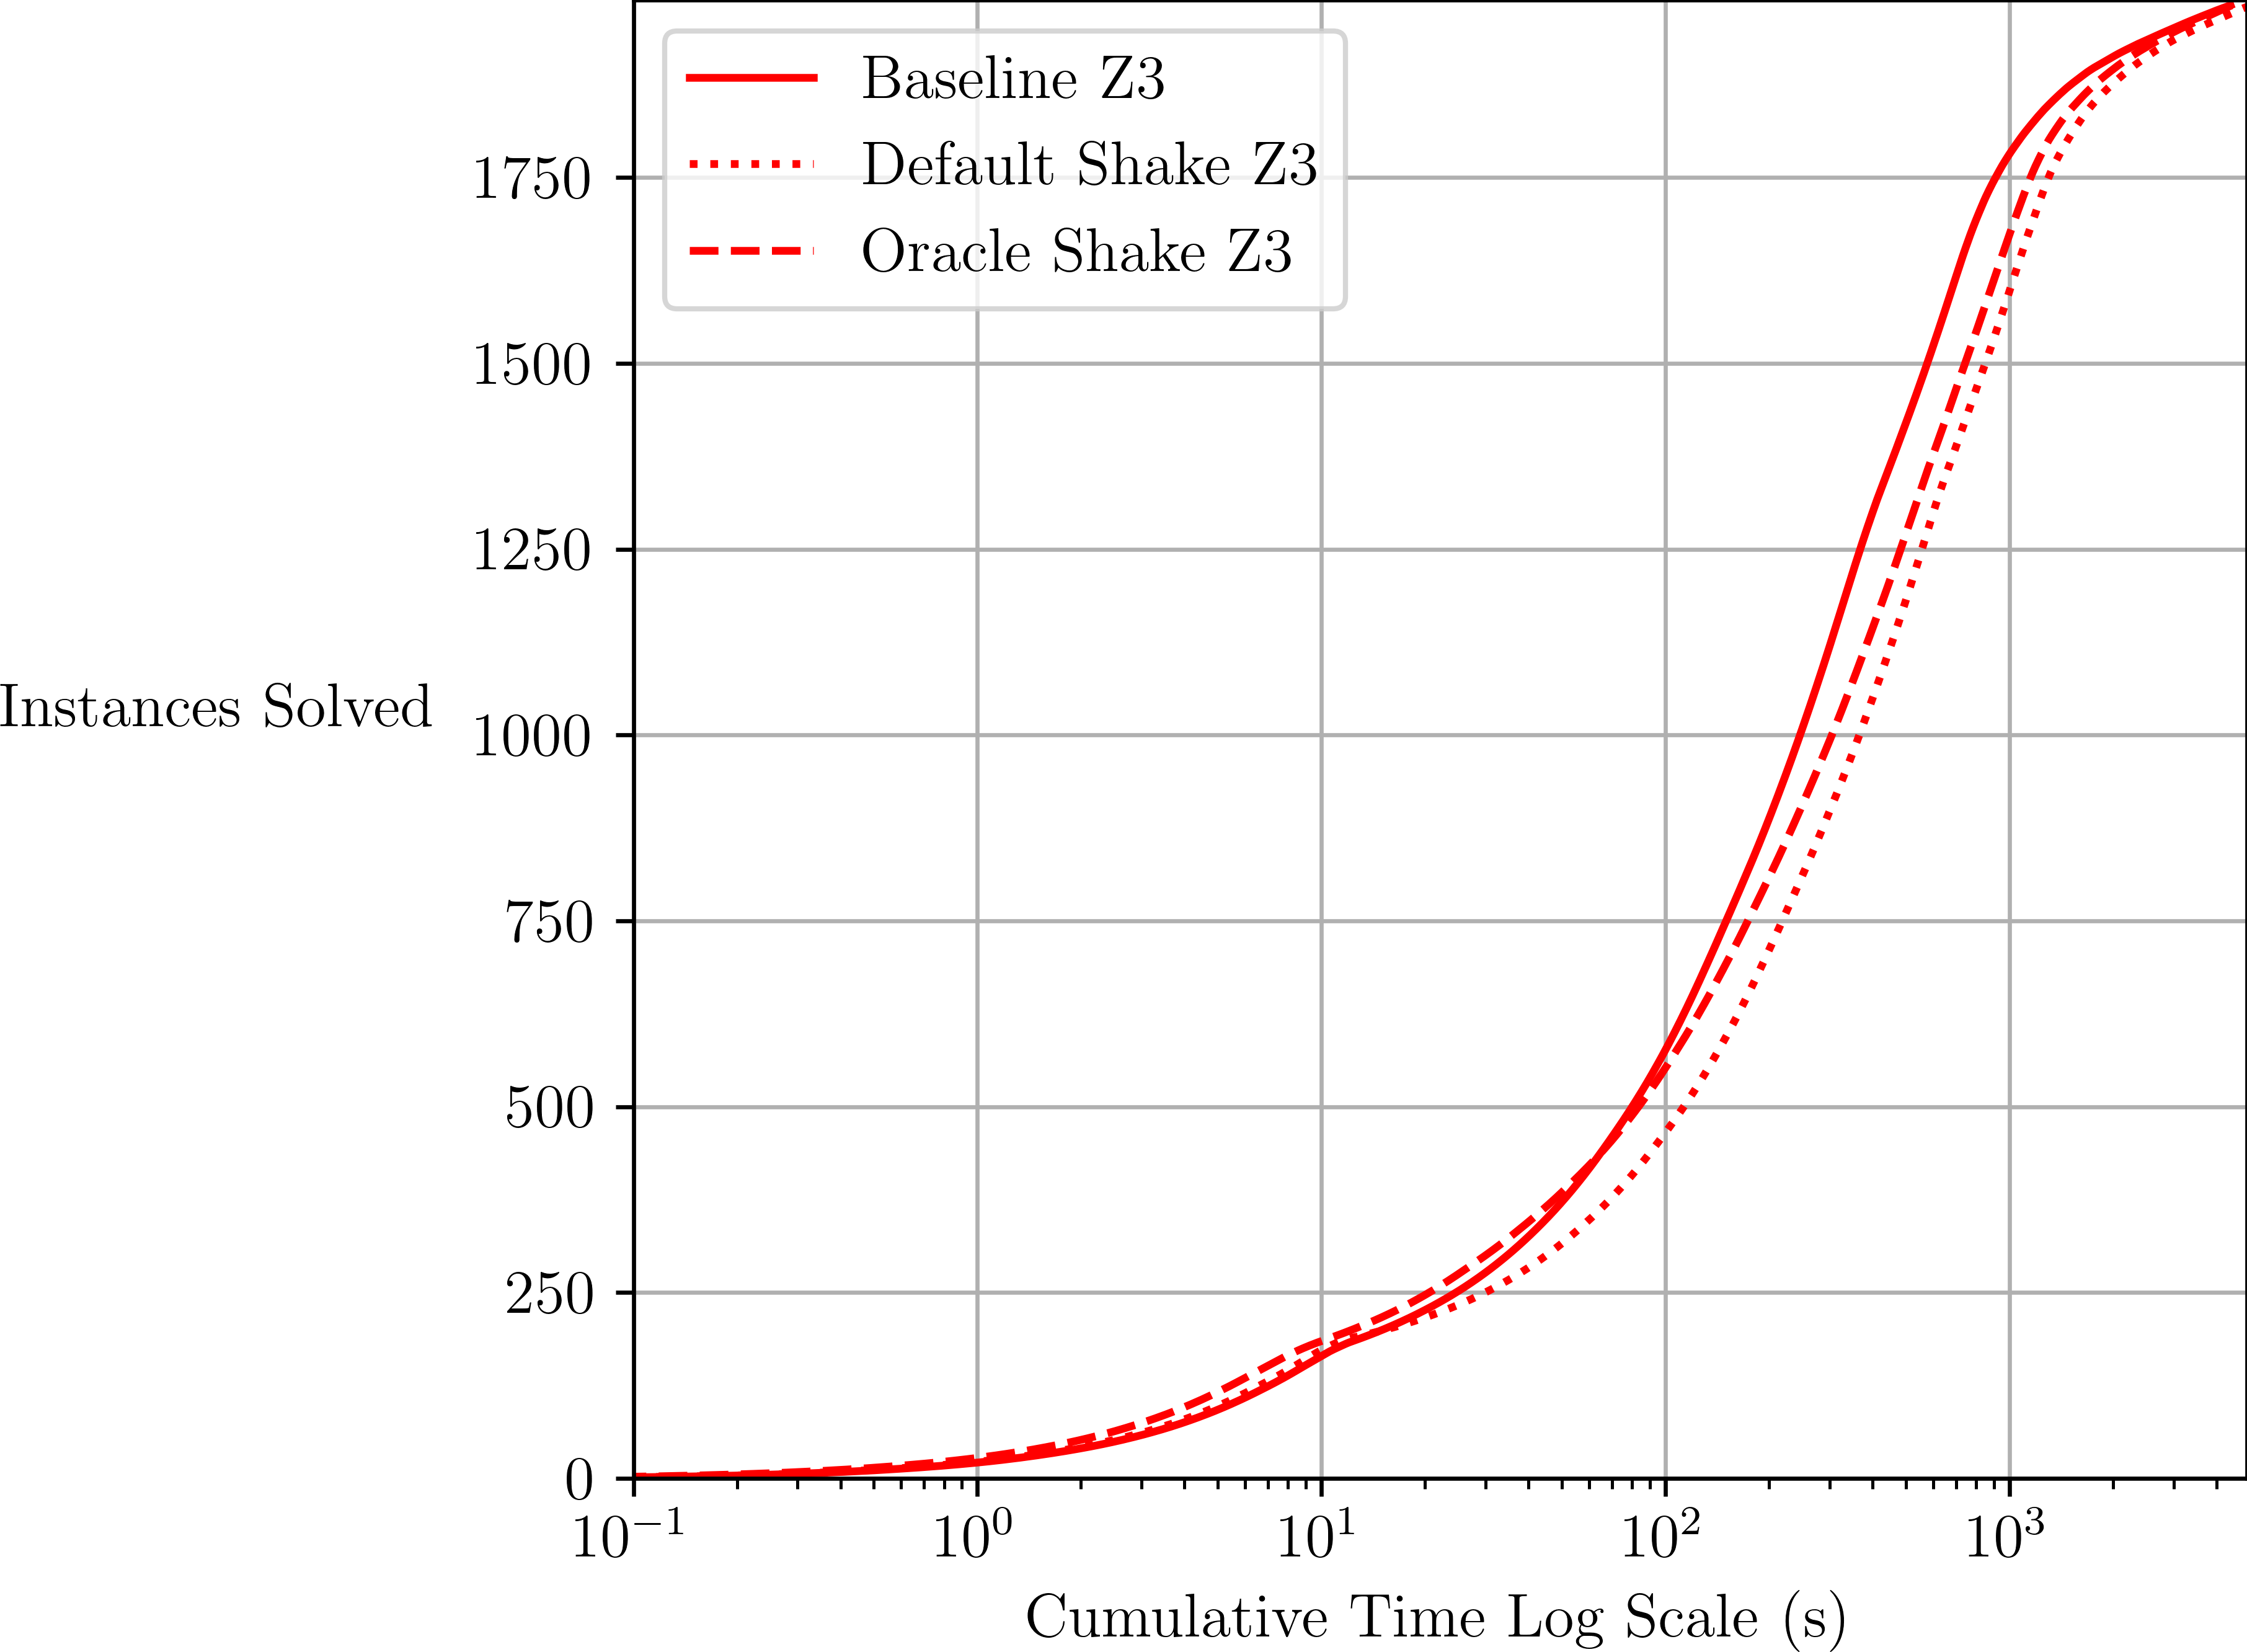 Baseline Z3
Default Shake Z3
Oracle Shake Z3
1750
1500
1250
1000
750
500
250
0
Instances Solved
10⁻¹ 10⁰ 10¹ 10² 10³
Cumulative Time Log Scale (s)